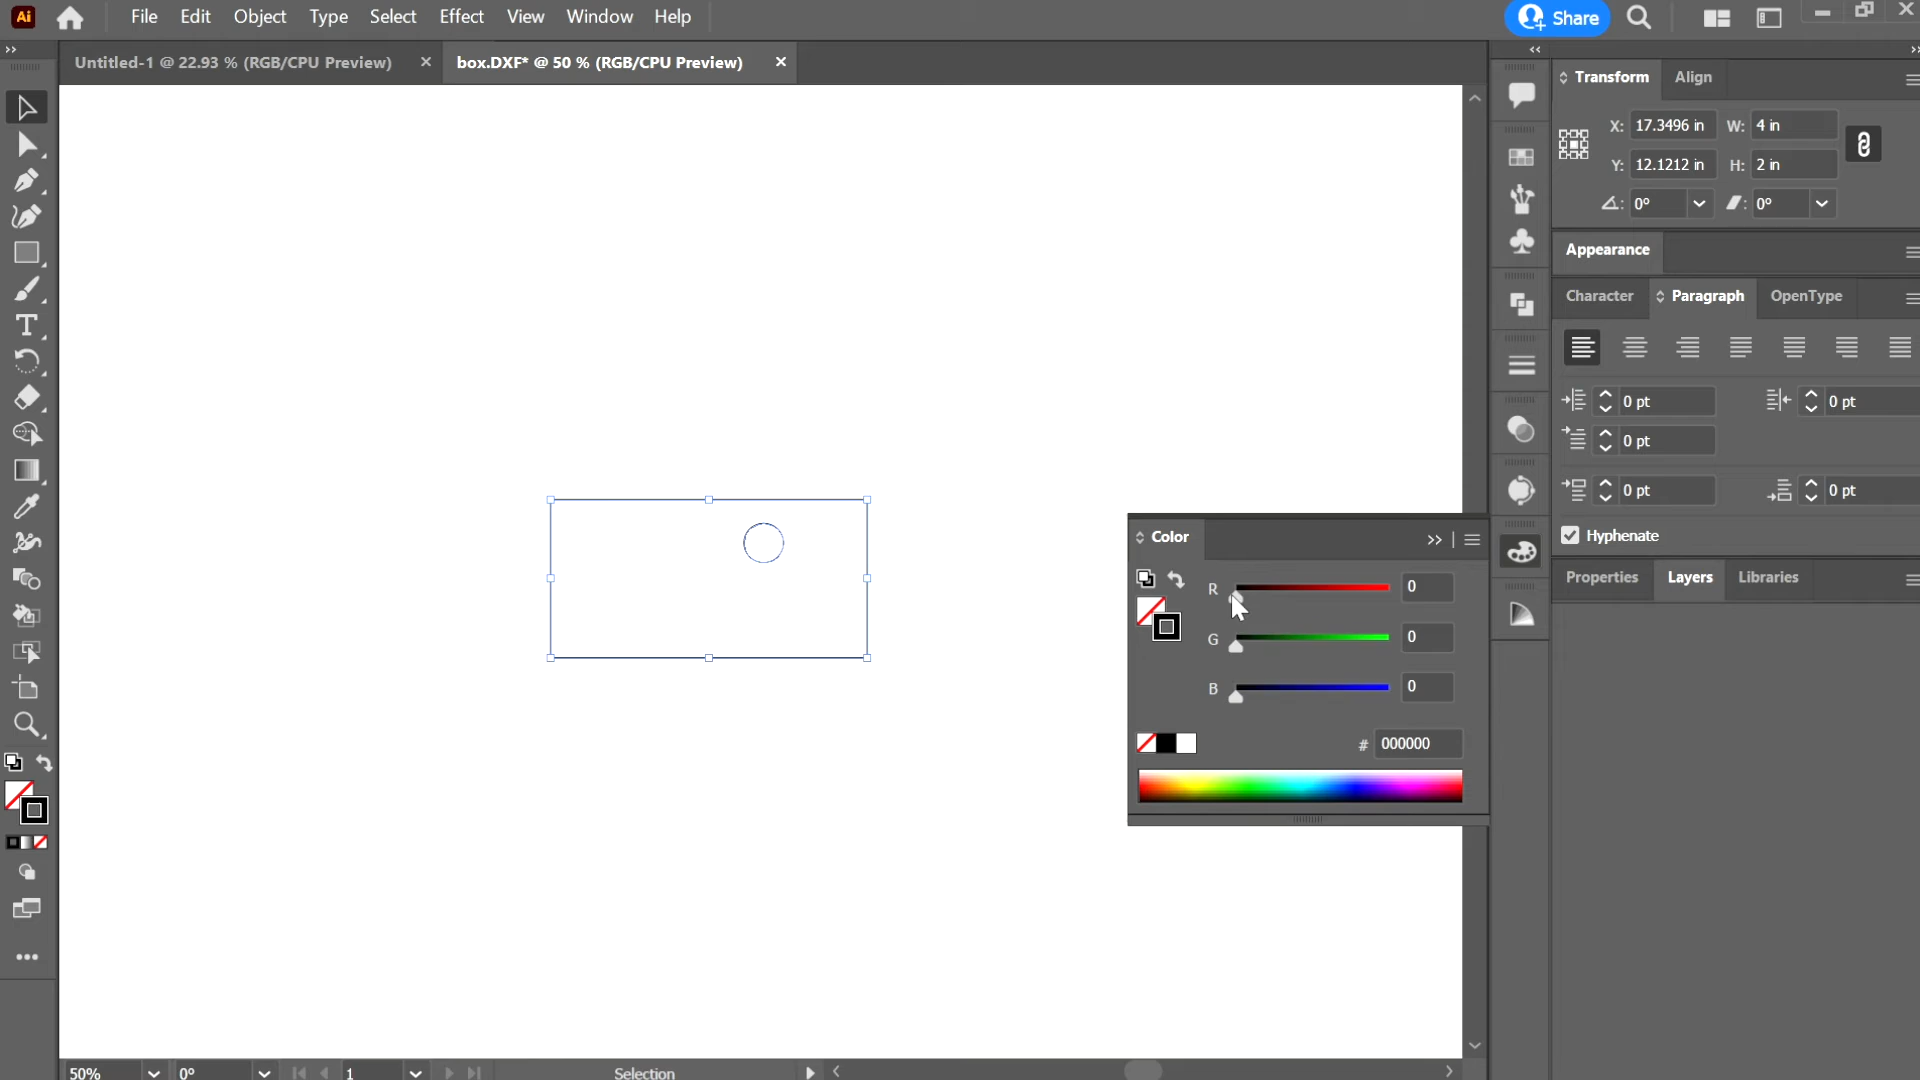 Ai File Edit Object Type Select Effect View Window Help Share
Untitled-1 @ 22.93 % (RGB/CPU Preview) × box.DXF* @ 50 % (RGB/CPU Preview) ×
Transform Align
X: 17.3496 in W: 4 in
Y: 12.1212 in H: 2 in
0° 0°
Appearance
Character Paragraph OpenType
0 pt 0 pt
0 pt
0 pt 0 pt
Hyphenate
Properties Layers Libraries
Color
R 0
G 0
B 0
# 000000
50% 0° 1 Selection